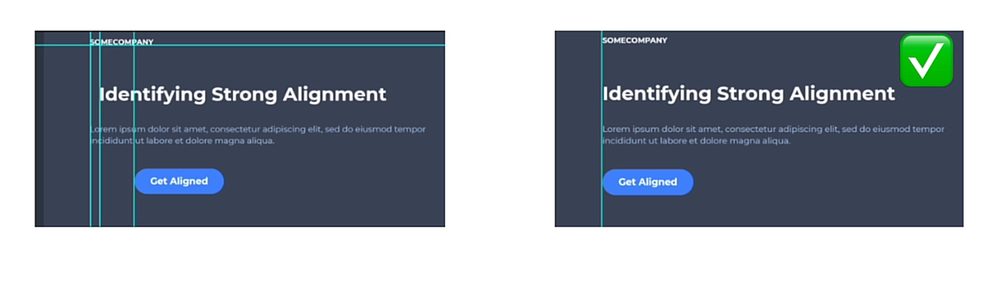 SOMECOMPANY
Identifying Strong Alignment
Lorem ipsum dolor sit amet, consectetur adipiscing elit, sed do eiusmod tempor
incididunt ut labore et dolore magna aliqua.
Get Aligned
SOMECOMPANY
Identifying Strong Alignment
Lorem ipsum dolor sit amet, consectetur adipiscing elit, sed do eiusmod tempor
incididunt ut labore et dolore magna aliqua.
Get Aligned